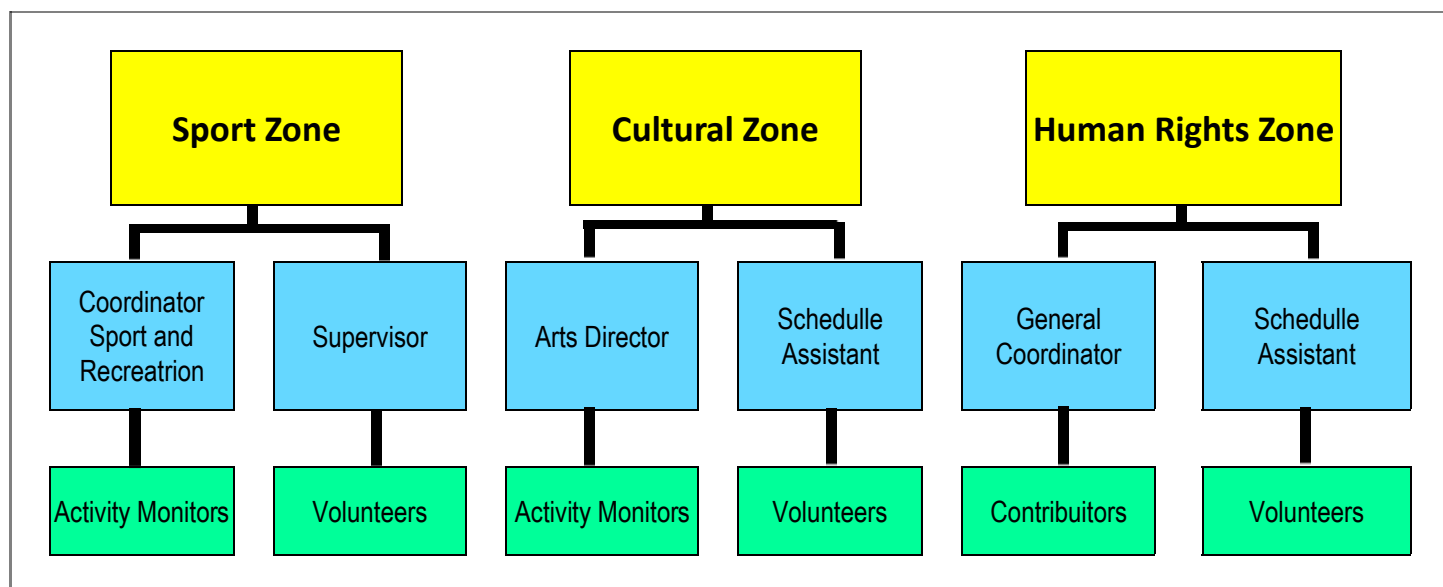 Sport Zone
Cultural Zone
Human Rights Zone
Coordinator
Sport and
Recreatrion
Supervisor
Arts Director
Schedulle
Assistant
General
Coordinator
Schedulle
Assistant
Activity Monitors
Volunteers
Activity Monitors
Volunteers
Contribuitors
Volunteers